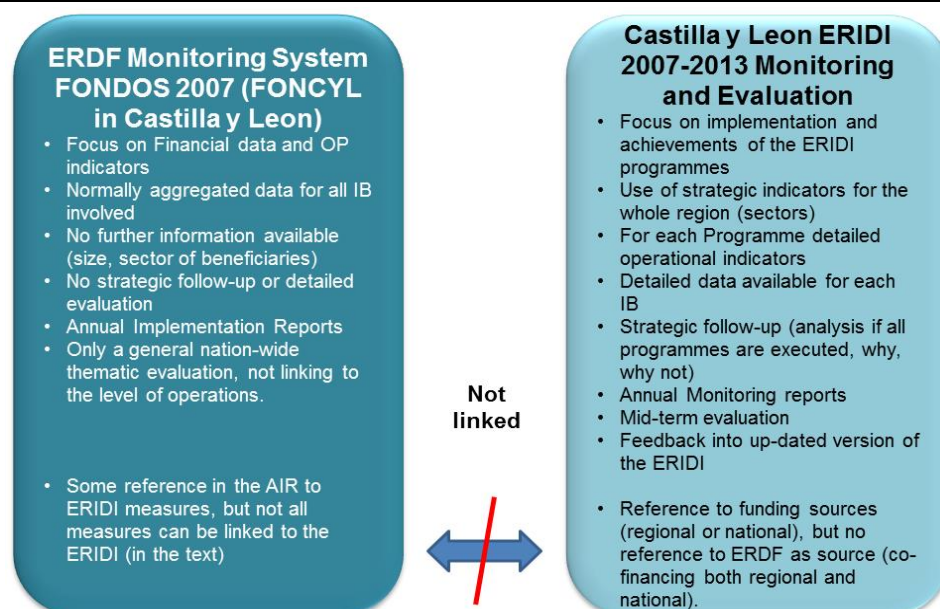 ERDF Monitoring System
FONDOS 2007 (FONCYL
in Castilla y Leon)
• Focus on Financial data and OP
indicators
• Normally aggregated data for all IB
involved
• No further information available
(size, sector of beneficiaries)
• No strategic follow-up or detailed
evaluation
• Annual Implementation Reports
• Only a general nation-wide
thematic evaluation, not linking to
the level of operations.
• Some reference in the AIR to
ERIDI measures, but not all
measures can be linked to the
ERIDI (in the text)
Not
linked
Castilla y Leon ERIDI
2007-2013 Monitoring
and Evaluation
• Focus on implementation and
achievements of the ERIDI
programmes
• Use of strategic indicators for the
whole region (sectors)
• For each Programme detailed
operational indicators
• Detailed data available for each
IB
• Strategic follow-up (analysis if all
programmes are executed, why,
why not)
• Annual Monitoring reports
• Mid-term evaluation
• Feedback into up-dated version of
the ERIDI
• Reference to funding sources
(regional or national), but no
reference to ERDF as source (co-
financing both regional and
national).